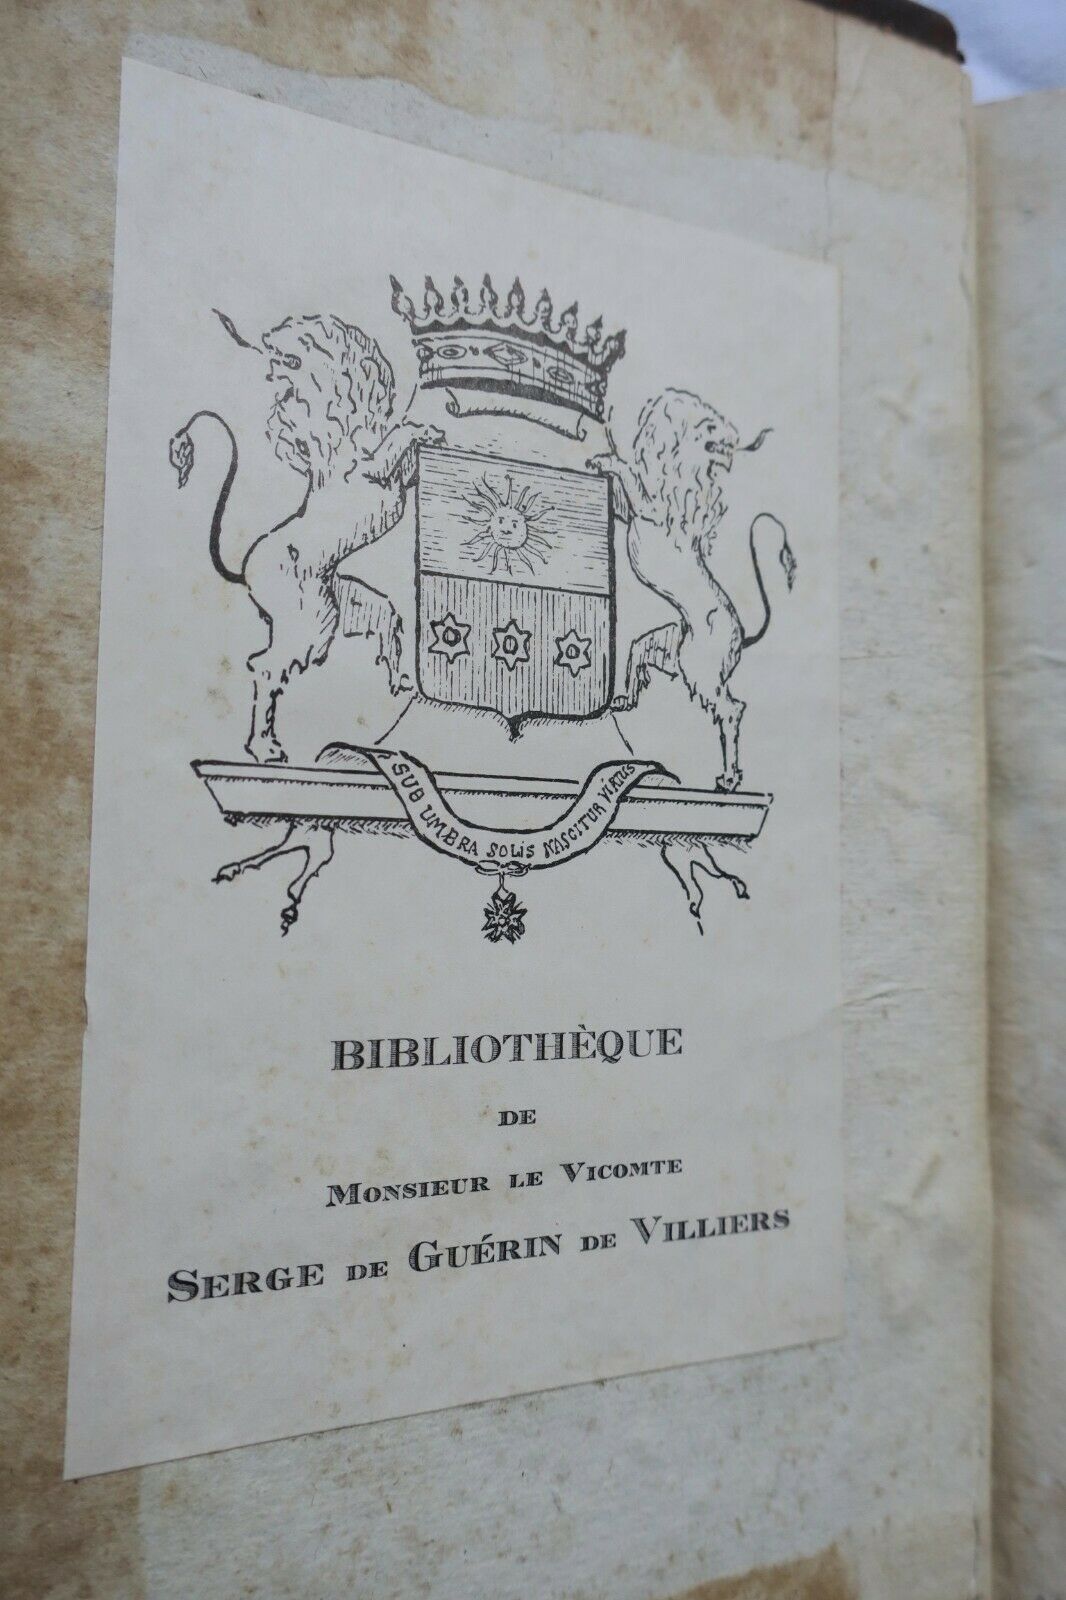 SUB UMBRA SOLiS NASCITUR ViRTUS
BIBLIOTHÈQUE
DE
MONSIEUR LE VICOMTE
SERGE DE GUÉRIN DE VILLIERS